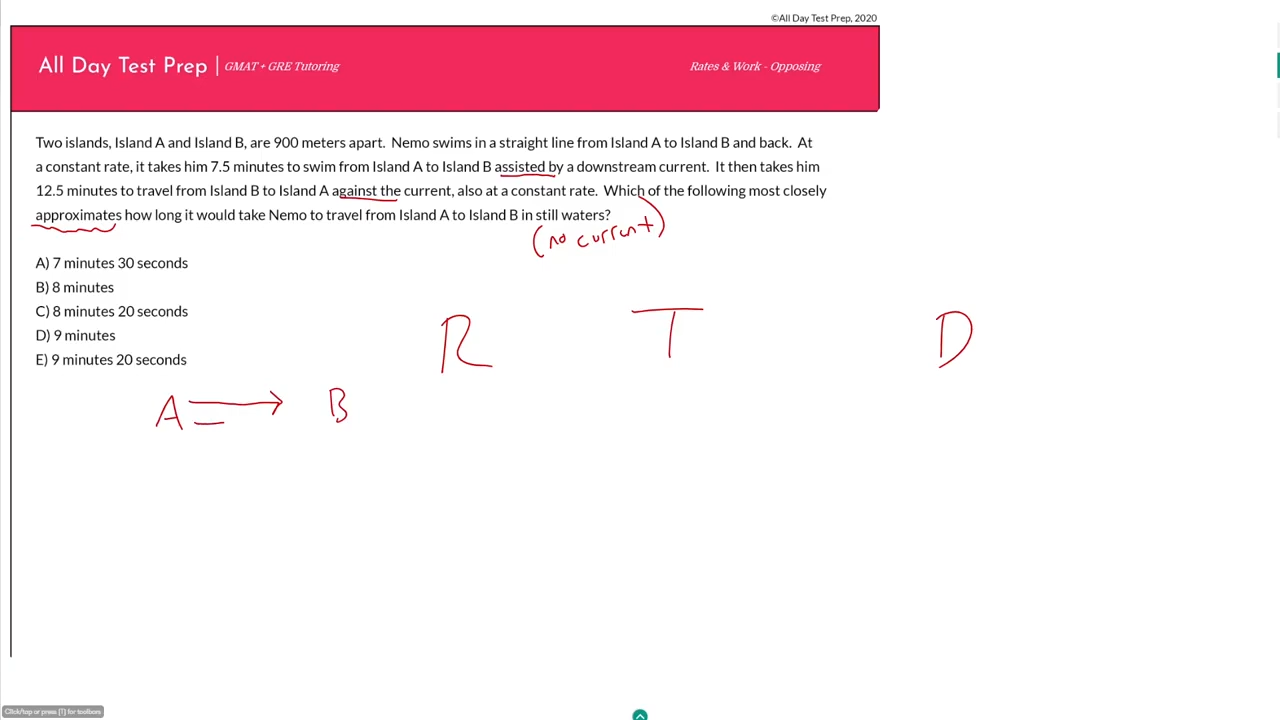 ©All Day Test Prep, 2020
All Day Test Prep | GMAT + GRE Tutoring Rates & Work - Opposing
Two islands, Island A and Island B, are 900 meters apart. Nemo swims in a straight line from Island A to Island B and back. At
a constant rate, it takes him 7.5 minutes to swim from Island A to Island B assisted by a downstream current. It then takes him
12.5 minutes to travel from Island B to Island A against the current, also at a constant rate. Which of the following most closely
approximates how long it would take Nemo to travel from Island A to Island B in still waters?
(no current)
A) 7 minutes 30 seconds
B) 8 minutes
C) 8 minutes 20 seconds
D) 9 minutes
E) 9 minutes 20 seconds
R T D
A B
Click/tap or press [T] for toolbars